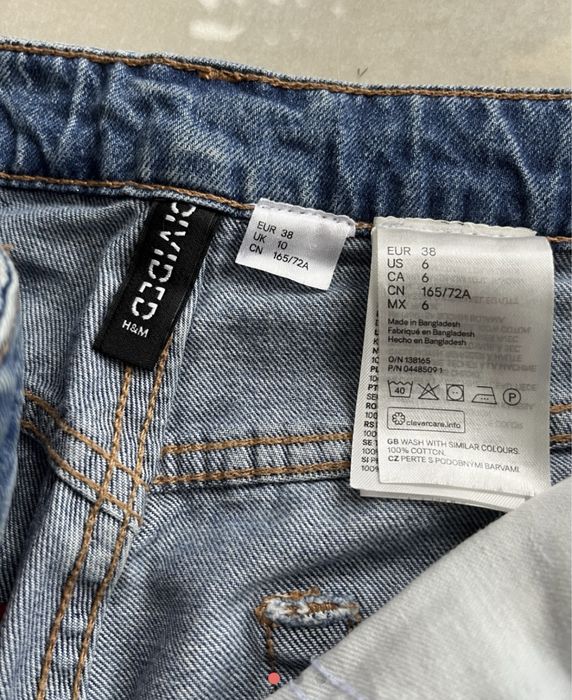 DIVIDED
H&M
EUR 38
UK 10
CN 165/72A
EUR 38
US 6
CA 6
CN 165/72A
MX 6
Made in Bangladesh
Fabriqué en Bangladesh
Hecho en Bangladesh
O/N 138165
P/N 0448509 1
40
P
clevercare.info
GB WASH WITH SIMILAR COLOURS.
100% COTTON.
CZ PERTE S PODOBNÝMI BARVAMI.